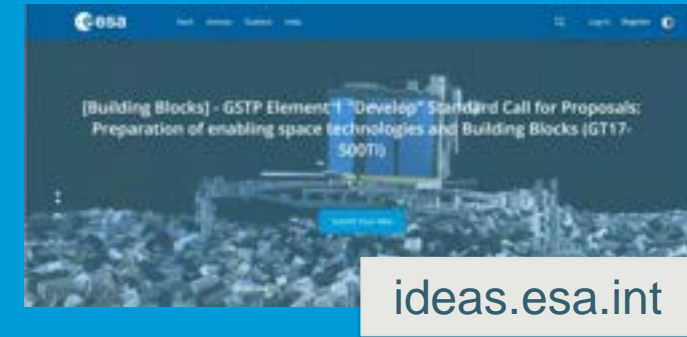 esa
[Building Blocks] - GSTP Element 1 "Develop" Standard Call for Proposals:
Preparation of enabling space technologies and Building Blocks (GT17-
500TI)
ideas.esa.int